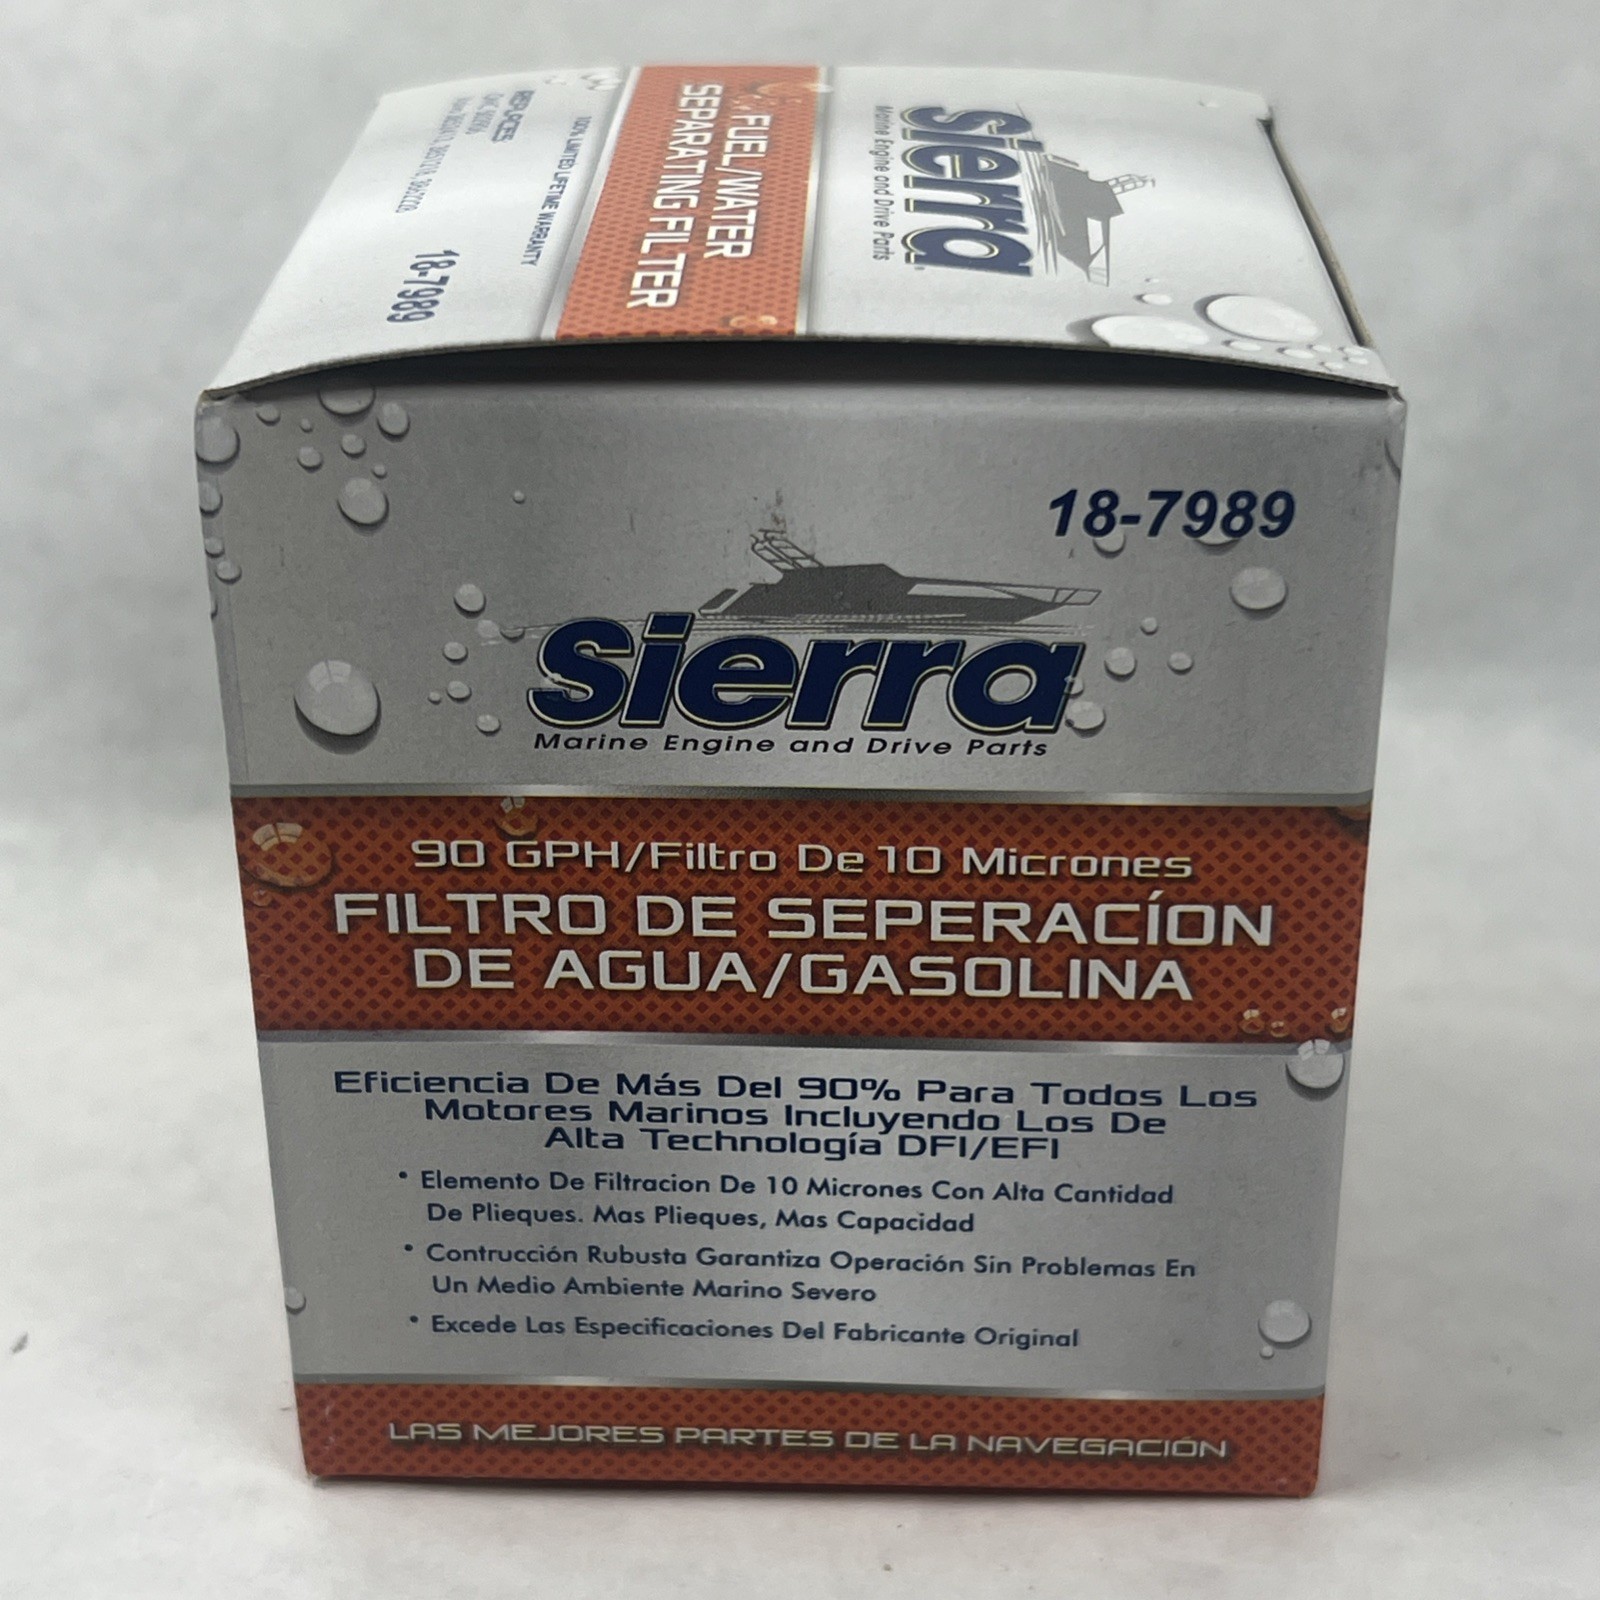 sierra
Marine Engine and Drive Parts
FUEL/WATER
SEPARATING FILTER
100% LIMITED LIFETIME WARRANTY
REPLACES
18-7989
18-7989
Sierra
Marine Engine and Drive Parts
90 GPH/Filtro De 10 Micrones
FILTRO DE SEPERACÍON
DE AGUA/GASOLINA
Eficiencia De Más Del 90% Para Todos Los
Motores Marinos Incluyendo Los De
Alta Technología DFI/EFI
• Elemento De Filtracion De 10 Micrones Con Alta Cantidad
De Plieques. Mas Plieques, Mas Capacidad
• Contrucción Rubusta Garantiza Operación Sin Problemas En
Un Medio Ambiente Marino Severo
• Excede Las Especificaciones Del Fabricante Original
LAS MEJORES PARTES DE LA NAVEGACIÓN